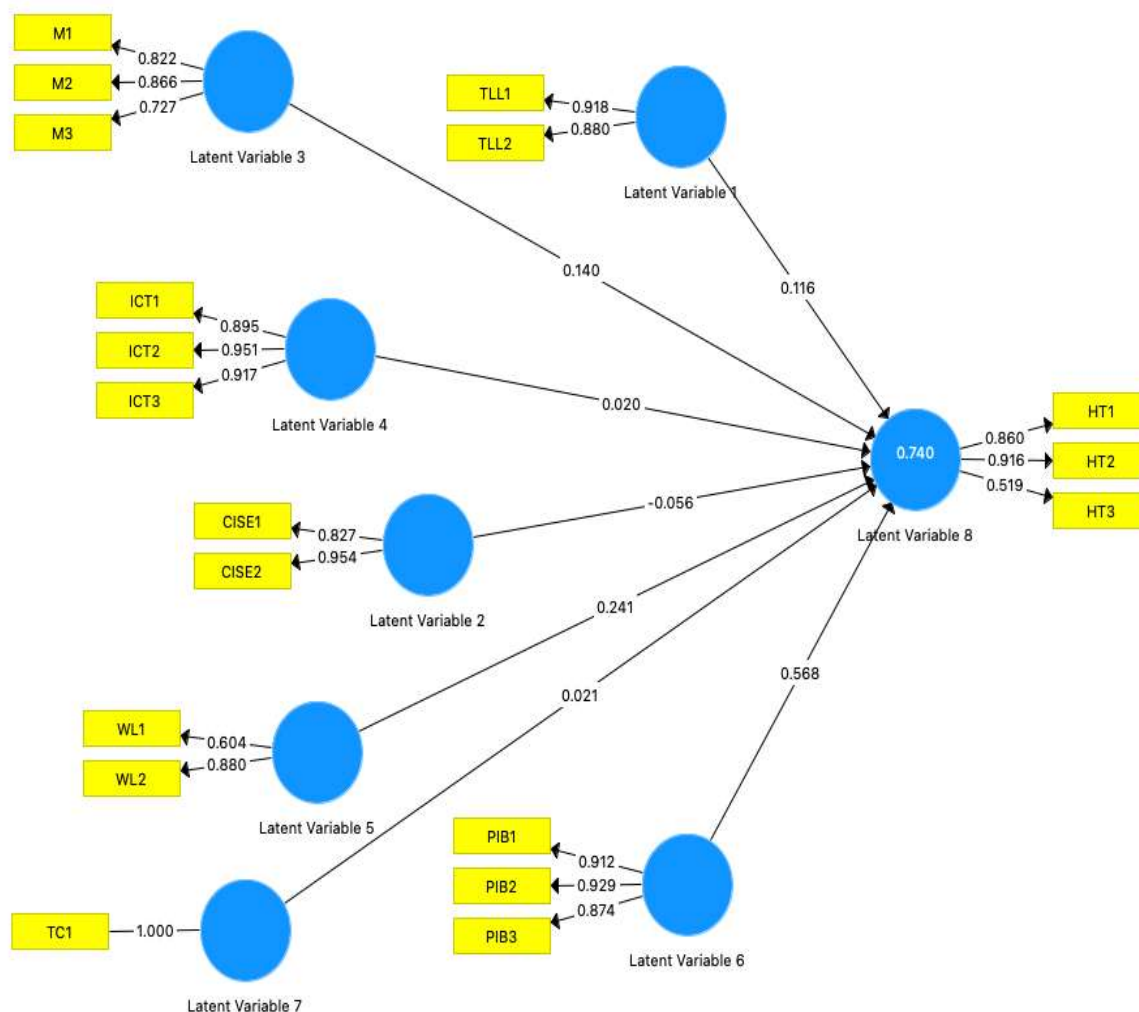 M1
0.822
M2
0.866
M3
0.727
Latent Variable 3
TLL1
0.918
TLL2
0.880
Latent Variable 1
0.140
0.116
ICT1
0.895
ICT2
0.951
ICT3
0.917
Latent Variable 4
0.020
0.740
Latent Variable 8
HT1
0.860
HT2
0.916
HT3
0.519
CISE1
0.827
CISE2
0.954
Latent Variable 2
-0.056
0.241
WL1
0.604
WL2
0.880
Latent Variable 5
0.021
0.568
PIB1
0.912
PIB2
0.929
PIB3
0.874
Latent Variable 6
TC1
1.000
Latent Variable 7